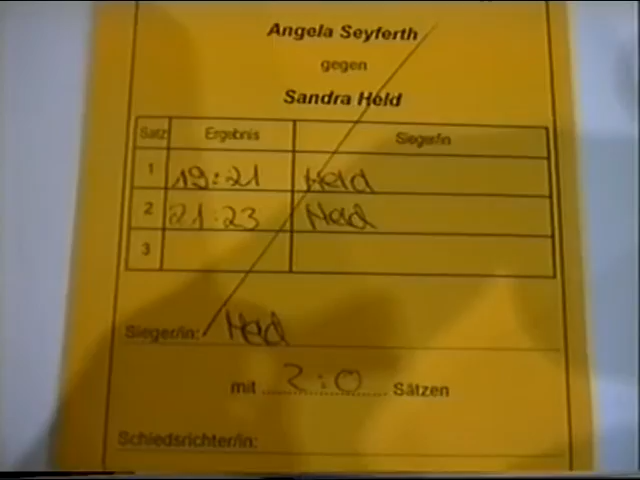 Angela Seyferth
gegen
Sandra Held
Satz Ergebnis Sieger/in
1 19:21 Held
2 21:23 Held
3
Sieger/in: Held
mit 2:0 Sätzen
Schiedsrichter/in: